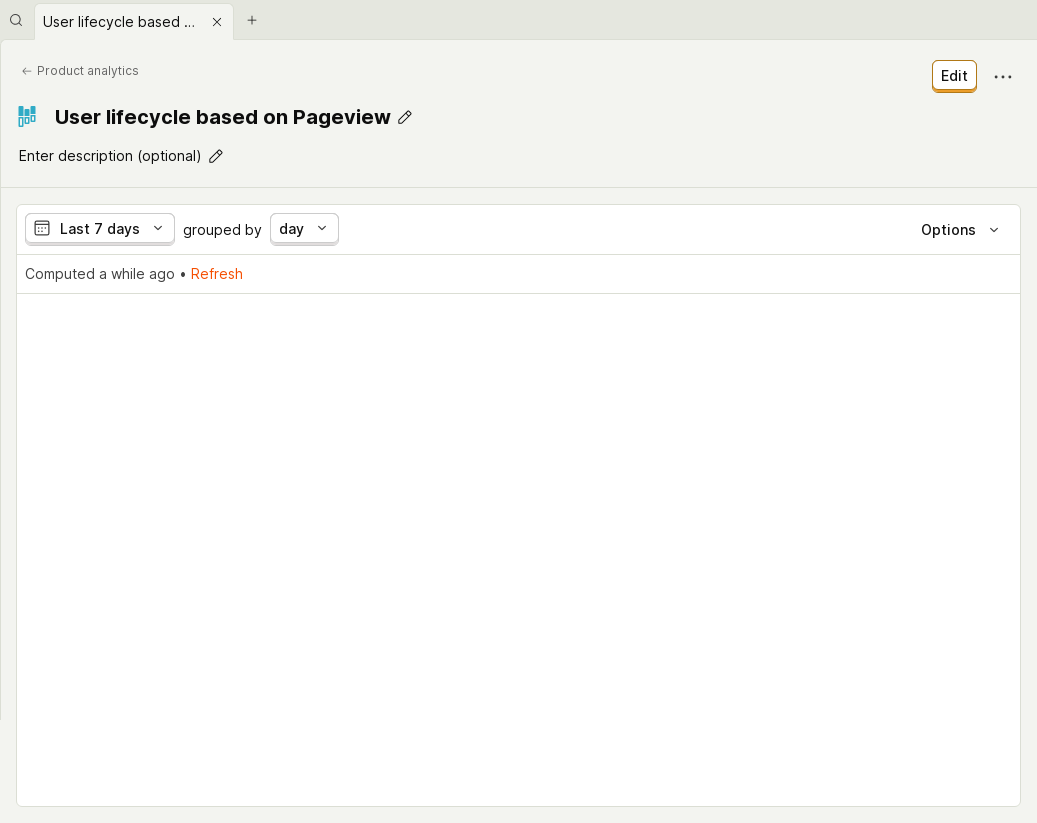 User lifecycle based ...
Product analytics
Edit
User lifecycle based on Pageview
Enter description (optional)
Last 7 days grouped by day Options
Computed a while ago • Refresh